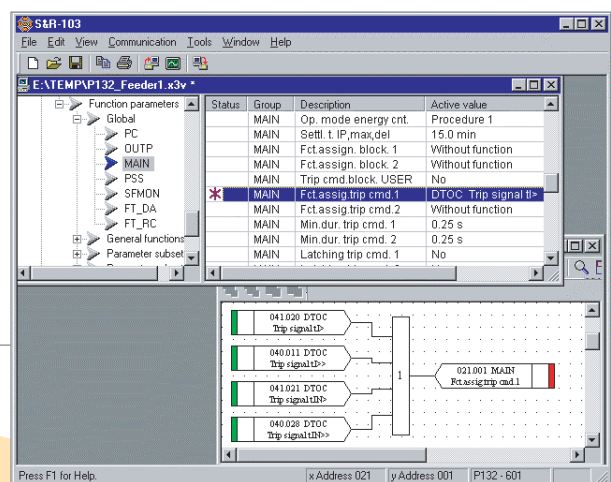 S&R-103
File Edit View Communication Tools Window Help
E:\TEMP\P132_Feeder1.x3v *
Function parameters
Global
PC
OUTP
MAIN
PSS
SFMON
FT_DA
FT_RC
General functions
Parameter subset
Status Group Description Active value
MAIN Op. mode energy cnt. Procedure 1
MAIN Settl. t. IP,max,del 15.0 min
MAIN Fct.assign. block. 1 Without function
MAIN Fct.assign. block. 2 Without function
MAIN Trip cmd.block. USER No
MAIN Fct.assig.trip cmd.1 DTOC Trip signal tI>
MAIN Fct.assig.trip cmd.2 Without function
MAIN Min.dur. trip cmd. 1 0.25 s
MAIN Min.dur. trip cmd. 2 0.25 s
MAIN Latching trip cmd. 1 No
041.020 DTOC
Trip signal tI>
040.011 DTOC
Trip signal tI>>
041.021 DTOC
Trip signal tIN>
040.028 DTOC
Trip signal tIN>>
1
021.001 MAIN
Fct.assig.trip cmd.1
Press F1 for Help.
x Address 021
y Address 001
P132 - 601